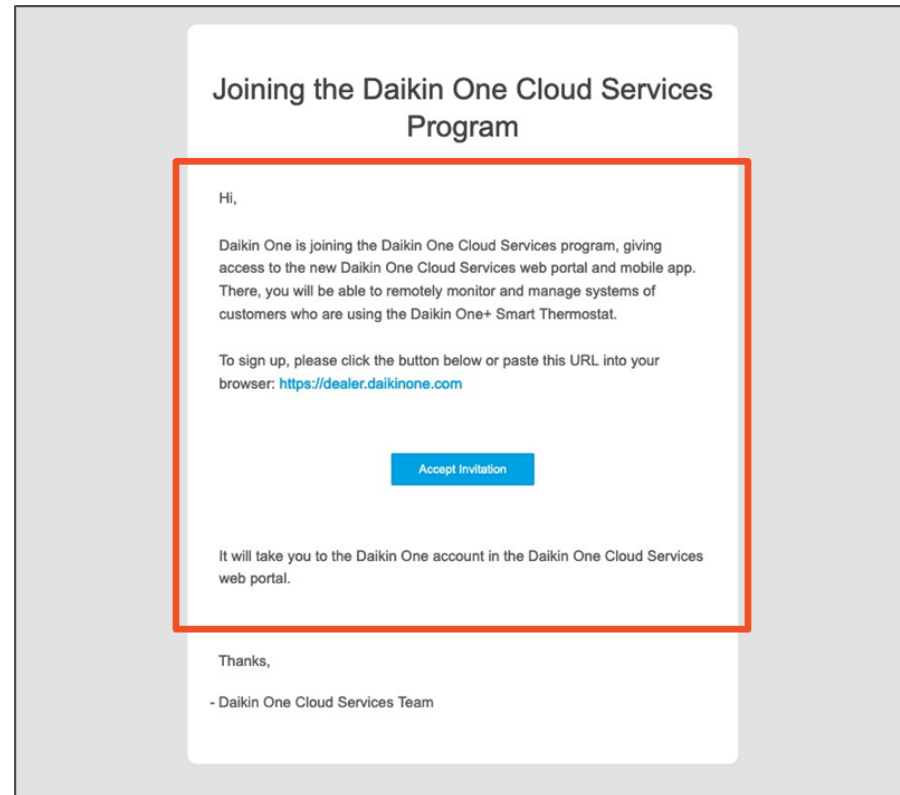 Joining the Daikin One Cloud Services
Program
Hi,
Daikin One is joining the Daikin One Cloud Services program, giving
access to the new Daikin One Cloud Services web portal and mobile app.
There, you will be able to remotely monitor and manage systems of
customers who are using the Daikin One+ Smart Thermostat.
To sign up, please click the button below or paste this URL into your
browser: https://dealer.daikinone.com
Accept Invitation
It will take you to the Daikin One account in the Daikin One Cloud Services
web portal.
Thanks,
- Daikin One Cloud Services Team